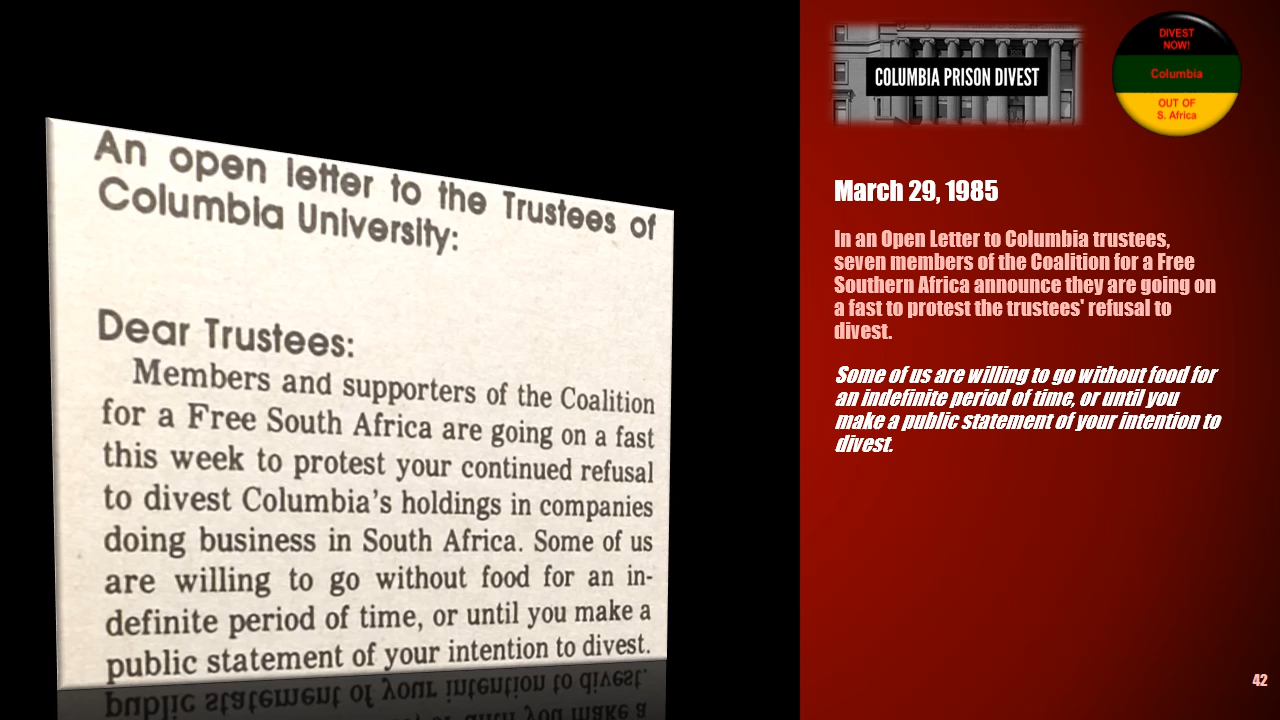 An open letter to the Trustees of
Columbia University:
Dear Trustees:
Members and supporters of the Coalition
for a Free South Africa are going on a fast
this week to protest your continued refusal
to divest Columbia's holdings in companies
doing business in South Africa. Some of us
are willing to go without food for an in-
definite period of time, or until you make a
public statement of your intention to divest.
COLUMBIA PRISON DIVEST
DIVEST
NOW!
Columbia
OUT OF
S. Africa
March 29, 1985
In an Open Letter to Columbia trustees,
seven members of the Coalition for a Free
Southern Africa announce they are going on
a fast to protest the trustees' refusal to
divest.
Some of us are willing to go without food for
an indefinite period of time, or until you
make a public statement of your intention to
divest.
42